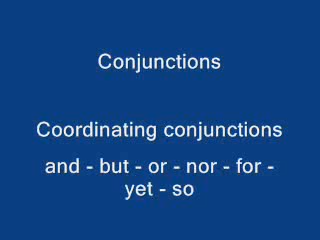 Conjunctions
Coordinating conjunctions
and - but - or - nor - for -
yet - so